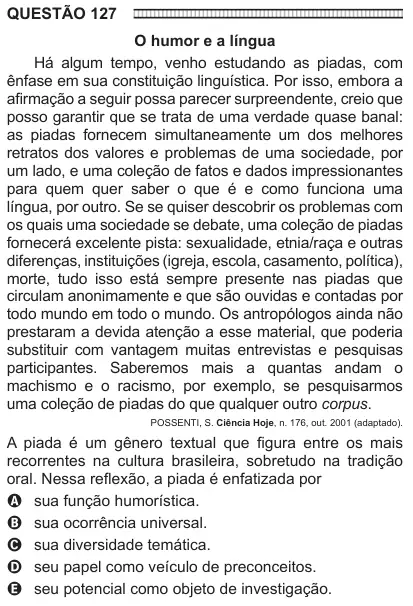 QUESTÃO 127
O humor e a língua
Há algum tempo, venho estudando as piadas, com
ênfase em sua constituição linguística. Por isso, embora a
afirmação a seguir possa parecer surpreendente, creio que
posso garantir que se trata de uma verdade quase banal:
as piadas fornecem simultaneamente um dos melhores
retratos dos valores e problemas de uma sociedade, por
um lado, e uma coleção de fatos e dados impressionantes
para quem quer saber o que é e como funciona uma
língua, por outro. Se se quiser descobrir os problemas com
os quais uma sociedade se debate, uma coleção de piadas
fornecerá excelente pista: sexualidade, etnia/raça e outras
diferenças, instituições (igreja, escola, casamento, política),
morte, tudo isso está sempre presente nas piadas que
circulam anonimamente e que são ouvidas e contadas por
todo mundo em todo o mundo. Os antropólogos ainda não
prestaram a devida atenção a esse material, que poderia
substituir com vantagem muitas entrevistas e pesquisas
participantes. Saberemos mais a quantas andam o
machismo e o racismo, por exemplo, se pesquisarmos
uma coleção de piadas do que qualquer outro corpus.
POSSENTI, S. Ciência Hoje, n. 176, out. 2001 (adaptado).
A piada é um gênero textual que figura entre os mais
recorrentes na cultura brasileira, sobretudo na tradição
oral. Nessa reflexão, a piada é enfatizada por
A sua função humorística.
B sua ocorrência universal.
C sua diversidade temática.
D seu papel como veículo de preconceitos.
E seu potencial como objeto de investigação.